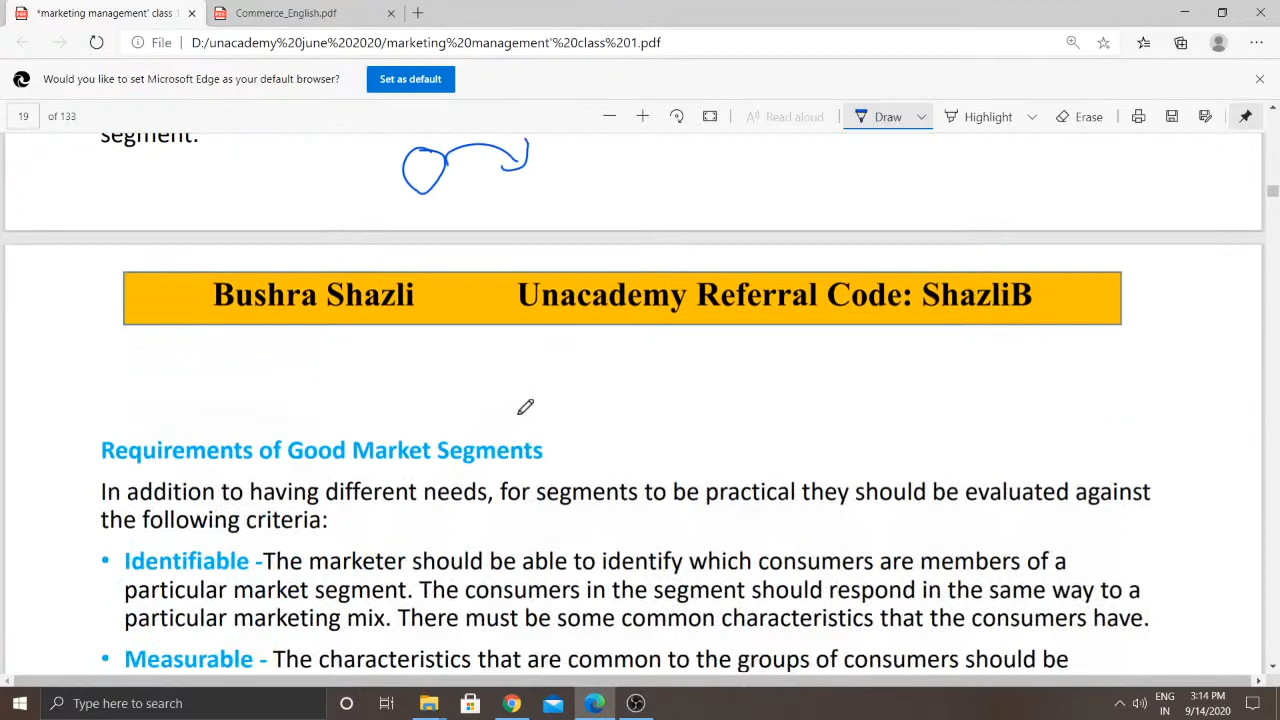 *marketing management' class 1
Commerce_English.pdf
File D:/unacademy%20june%202020/marketing%20management'%20class%201.pdf
Would you like to set Microsoft Edge as your default browser? Set as default
19 of 133 Read aloud Draw Highlight Erase
segment.
Bushra Shazli Unacademy Referral Code: ShazliB
Requirements of Good Market Segments
In addition to having different needs, for segments to be practical they should be evaluated against
the following criteria:
• Identifiable -The marketer should be able to identify which consumers are members of a
particular market segment. The consumers in the segment should respond in the same way to a
particular marketing mix. There must be some common characteristics that the consumers have.
• Measurable - The characteristics that are common to the groups of consumers should be
Type here to search
ENG 3:14 PM
IN 9/14/2020